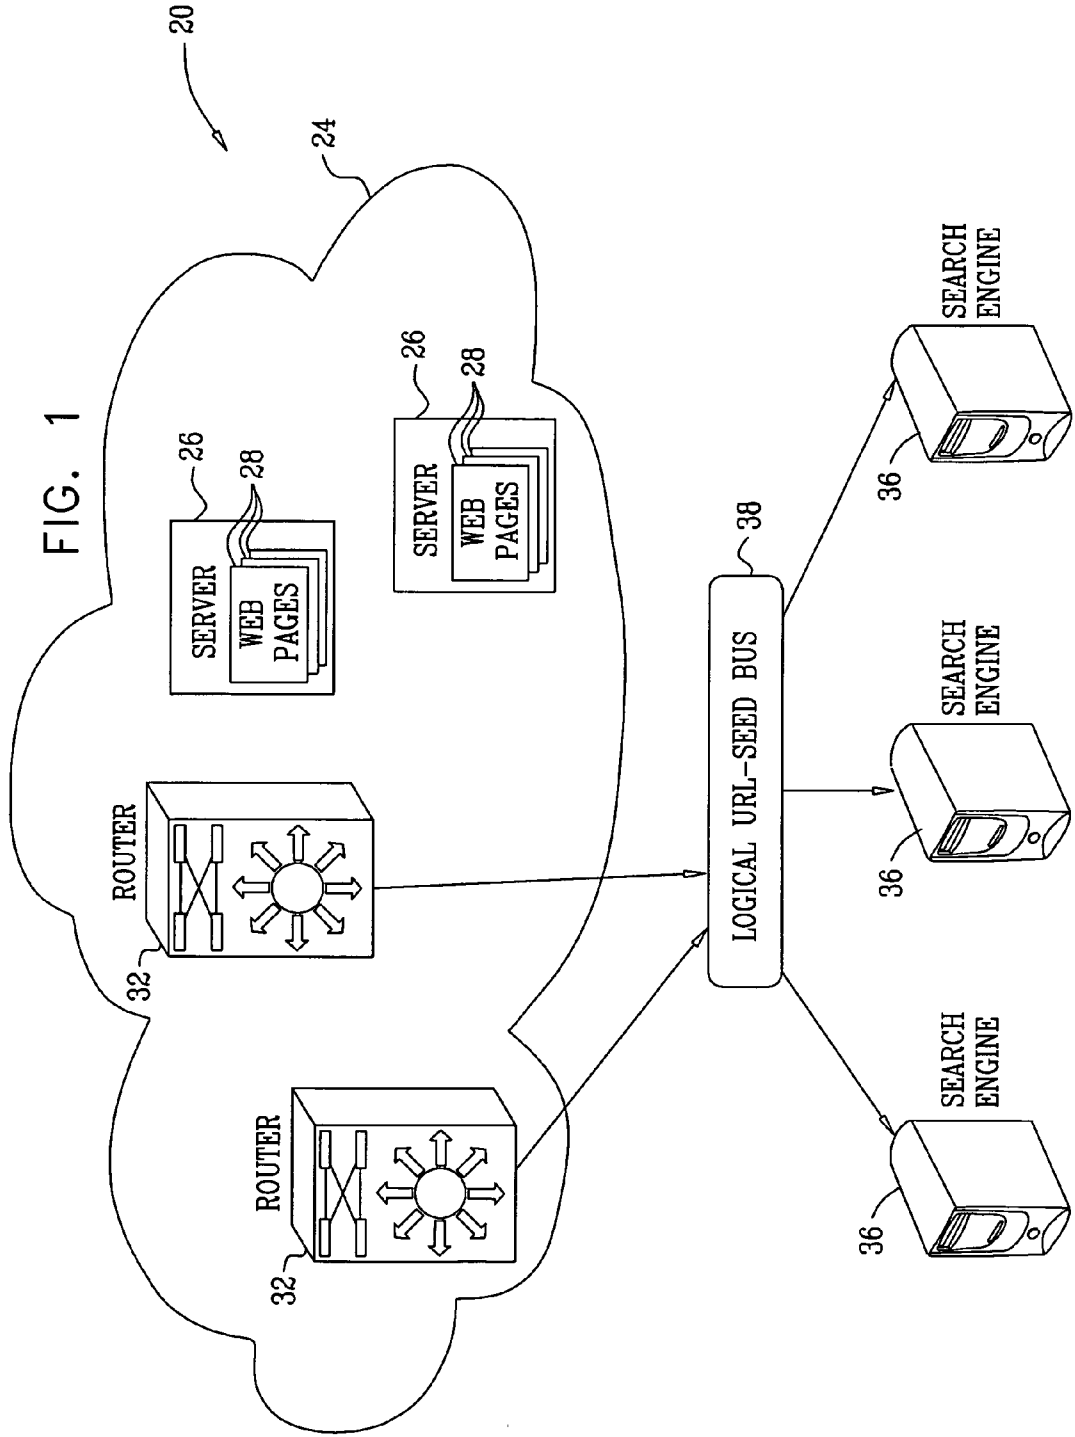 FIG. 1
20
24
ROUTER
32
ROUTER
32
SERVER
26
WEB
PAGES
28
SERVER
26
WEB
PAGES
28
LOGICAL URL-SEED BUS
38
SEARCH
ENGINE
36
SEARCH
ENGINE
36
SEARCH
ENGINE
36